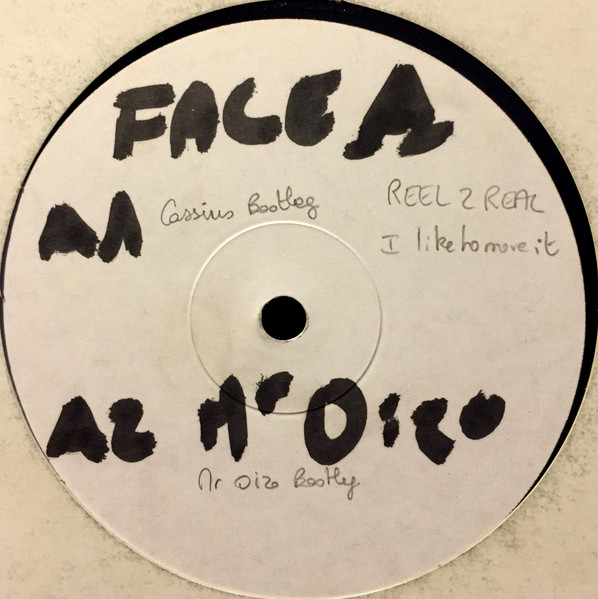 FACE A
A1 Cassius Bootleg
REEL 2 REAL
I like to move it
A2 Mr Oizo
Mr Oizo Bootleg